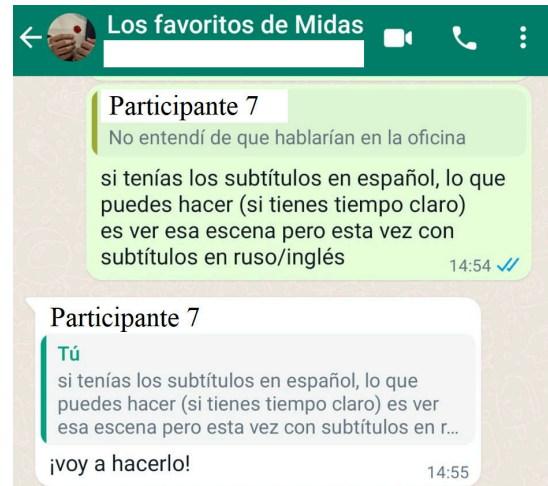 Los favoritos de Midas
Participante 7
No entendí de que hablarían en la oficina
si tenías los subtítulos en español, lo que
puedes hacer (si tienes tiempo claro)
es ver esa escena pero esta vez con
subtítulos en ruso/inglés
14:54
Participante 7
Tú
si tenías los subtítulos en español, lo que
puedes hacer (si tienes tiempo claro) es ver
esa escena pero esta vez con subtítulos en r...
¡voy a hacerlo!
14:55